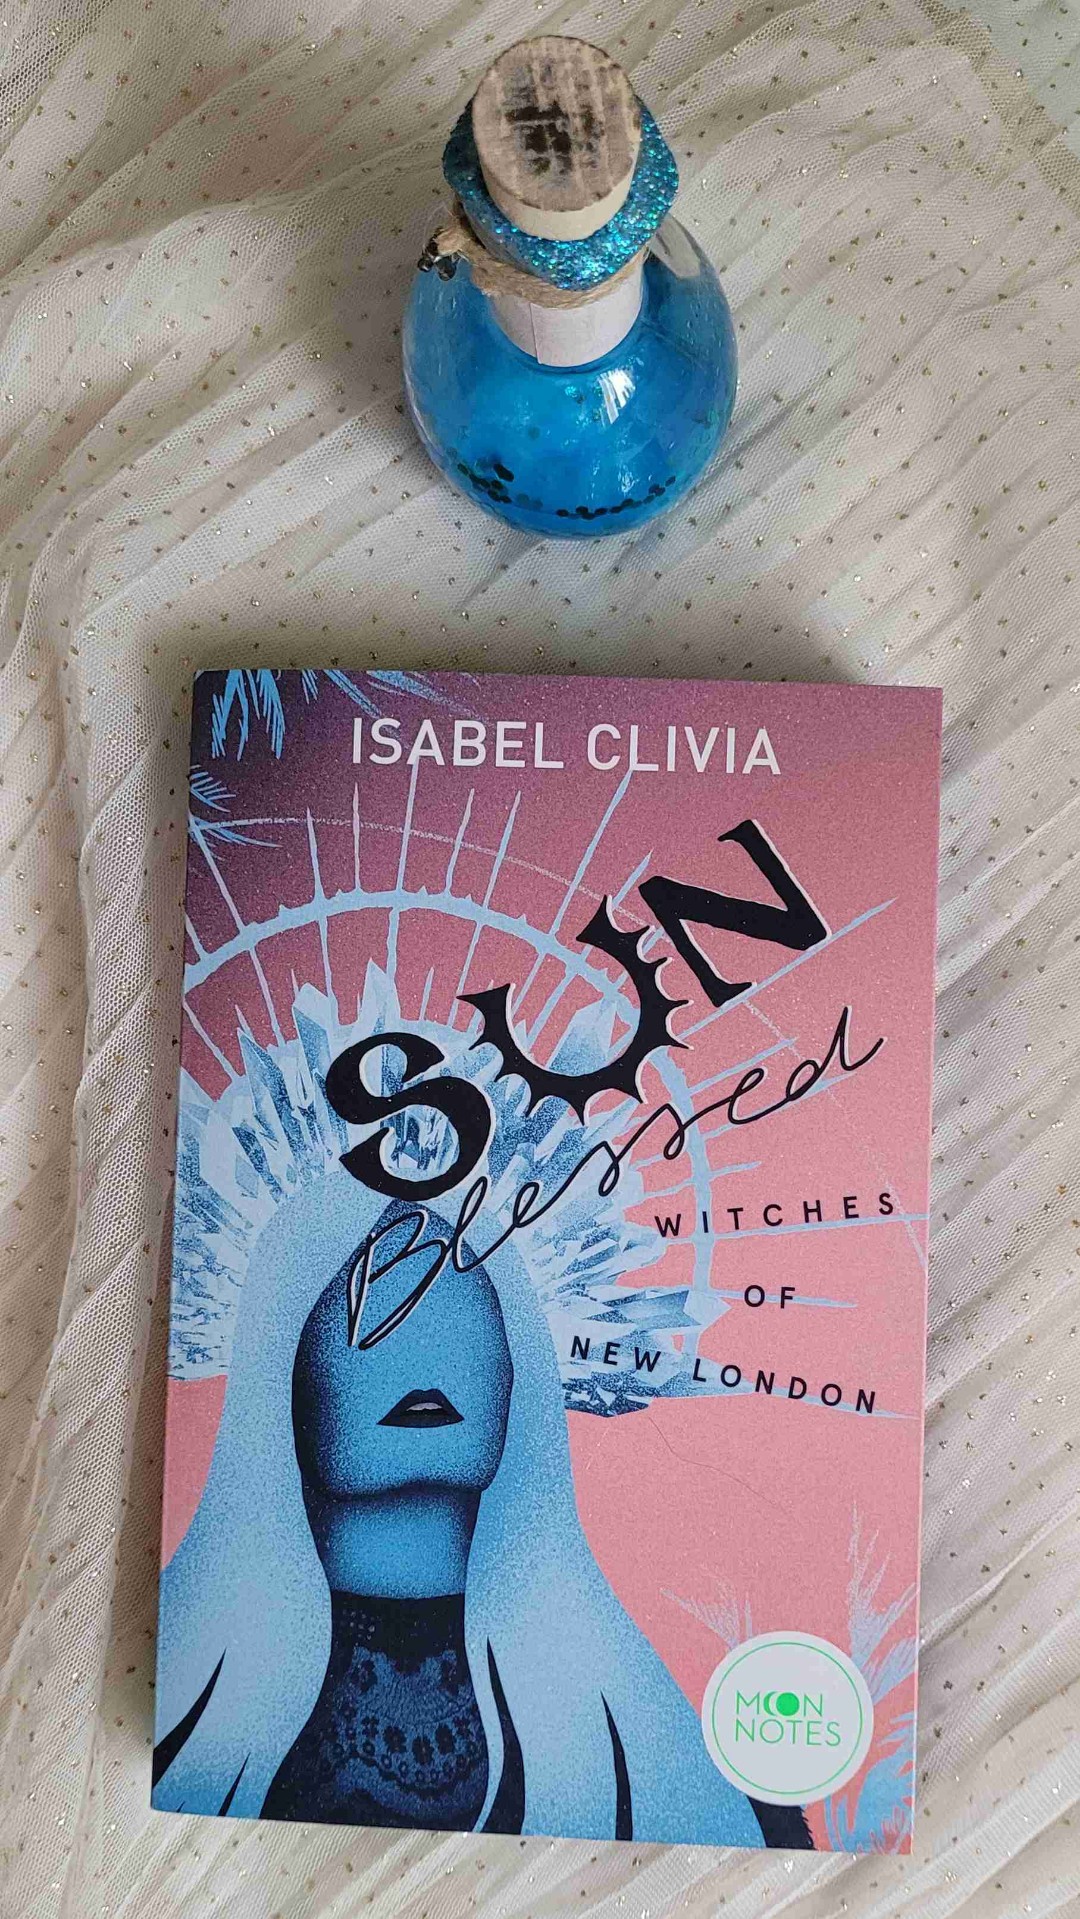 ISABEL CLIVIA
SUN
Blessed
WITCHES
OF
NEW LONDON
MOON
NOTES